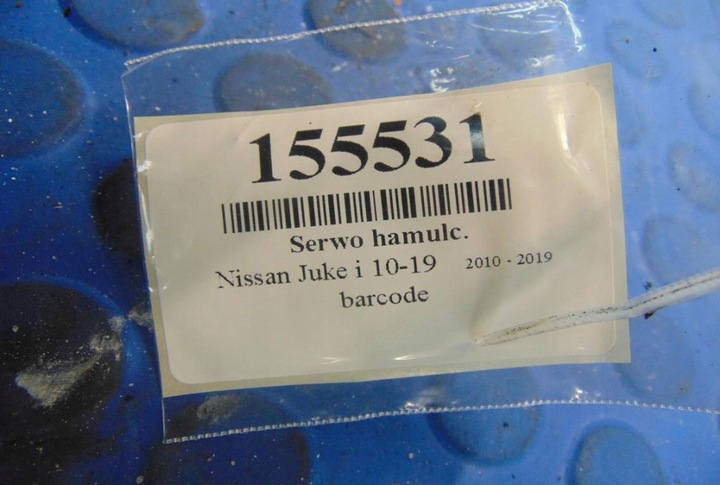 155531
Serwo hamulc.
Nissan Juke i 10-19 2010 - 2019
barcode